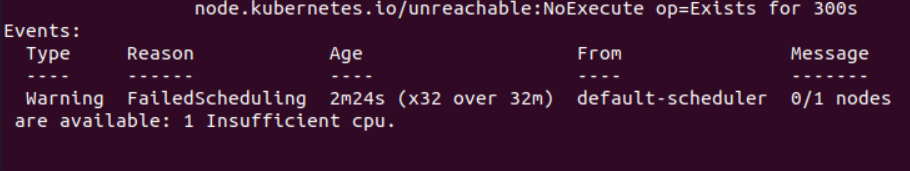 node.kubernetes.io/unreachable:NoExecute op=Exists for 300s
Events:
Type Reason Age From Message
---- ------ ---- ---- -------
Warning FailedScheduling 2m24s (x32 over 32m) default-scheduler 0/1 nodes
are available: 1 Insufficient cpu.